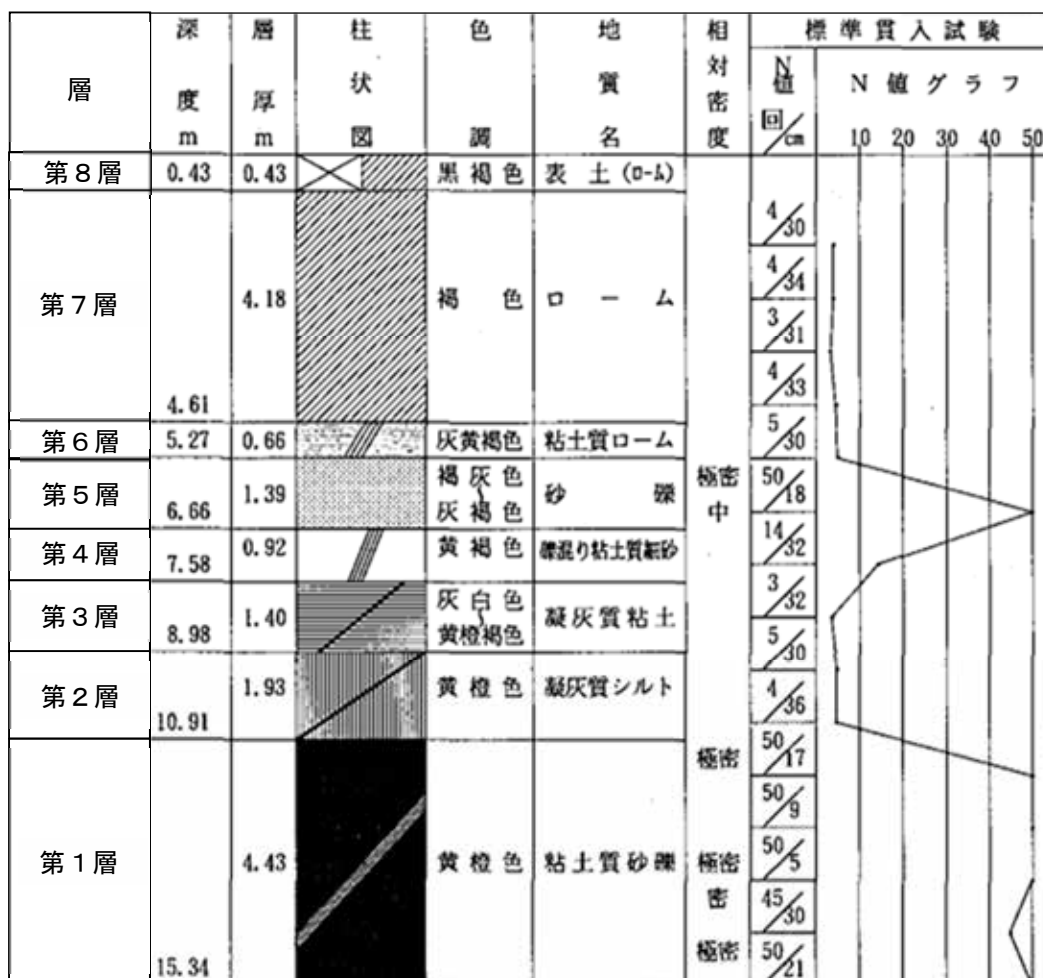 層 深度m 層厚m 柱状図 色調 地質名 相対密度 標準貫入試験
N値 回/cm N値グラフ
10 20 30 40 50
第8層 0.43 0.43 黒褐色 表土(ローム)
第7層 4.61 4.18 褐色 ローム
4/30
4/34
3/31
4/33
第6層 5.27 0.66 灰黄褐色 粘土質ローム
5/30
第5層 6.66 1.39 褐灰色〜灰褐色 砂礫 極密
50/18
第4層 7.58 0.92 黄褐色 礫混り粘土質細砂 中
14/32
第3層 8.98 1.40 灰白色〜黄橙褐色 凝灰質粘土
3/32
5/30
第2層 10.91 1.93 黄橙色 凝灰質シルト
4/36
第1層 15.34 4.43 黄橙色 粘土質砂礫
極密 50/17
50/9
極密 50/5
密 45/30
極密 50/21